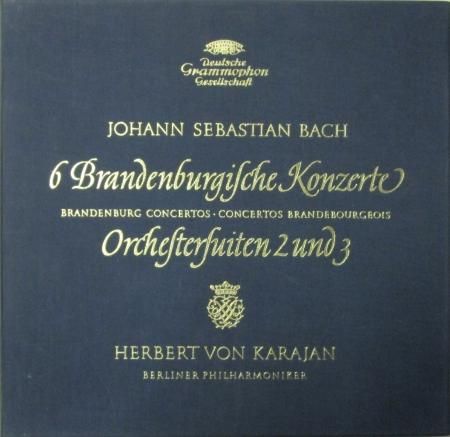 Deutsche
Grammophon
Gesellschaft
JOHANN SEBASTIAN BACH
6 Brandenburgiſche Konzerte
BRANDENBURG CONCERTOS · CONCERTOS BRANDEBOURGEOIS
Orcheſterſuiten 2 und 3
HERBERT VON KARAJAN
BERLINER PHILHARMONIKER